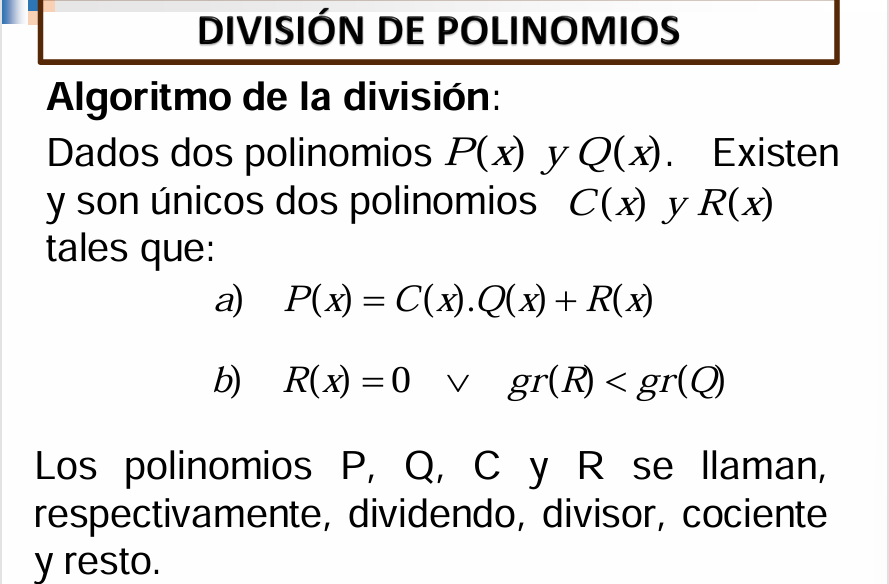 DIVISIÓN DE POLINOMIOS
Algoritmo de la división:
Dados dos polinomios P(x) y Q(x). Existen
y son únicos dos polinomios C(x) y R(x)
tales que:
a) P(x) = C(x).Q(x) + R(x)
b) R(x) = 0 ∨ gr(R) < gr(Q)
Los polinomios P, Q, C y R se llaman,
respectivamente, dividendo, divisor, cociente
y resto.